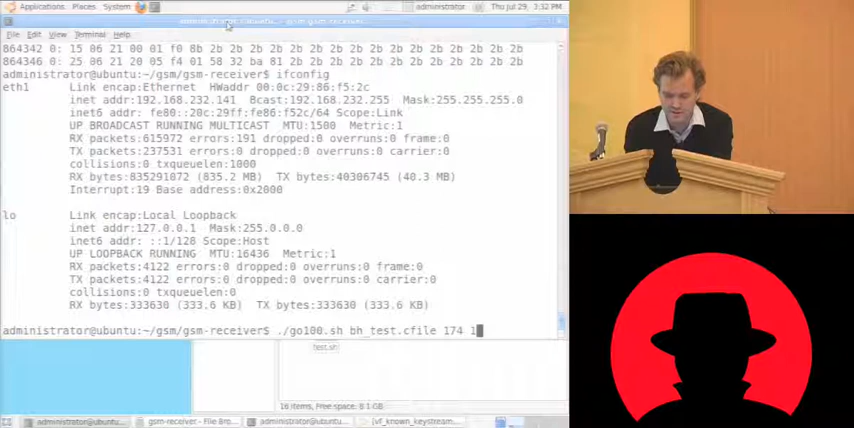 Applications Places System administrator Thu Jul 29, 3:32 PM
File Edit View Terminal Help
864342 0: 15 06 21 00 01 f0 8b 2b 2b 2b 2b 2b 2b 2b 2b 2b 2b 2b 2b 2b 2b 2b 2b
864346 0: 25 06 21 20 05 f4 01 58 32 ba 81 2b 2b 2b 2b 2b 2b 2b 2b 2b 2b 2b 2b
administrator@ubuntu:~/gsm/gsm-receiver$ ifconfig
eth1 Link encap:Ethernet HWaddr 00:0c:29:86:f5:2c
inet addr:192.168.232.141 Bcast:192.168.232.255 Mask:255.255.255.0
inet6 addr: fe80::20c:29ff:fe86:f52c/64 Scope:Link
UP BROADCAST RUNNING MULTICAST MTU:1500 Metric:1
RX packets:615972 errors:191 dropped:0 overruns:0 frame:0
TX packets:237531 errors:0 dropped:0 overruns:0 carrier:0
collisions:0 txqueuelen:1000
RX bytes:835291872 (835.2 MB) TX bytes:40306745 (40.3 MB)
Interrupt:19 Base address:0x2000
lo Link encap:Local Loopback
inet addr:127.0.0.1 Mask:255.0.0.0
inet6 addr: ::1/128 Scope:Host
UP LOOPBACK RUNNING MTU:16436 Metric:1
RX packets:4122 errors:0 dropped:0 overruns:0 frame:0
TX packets:4122 errors:0 dropped:0 overruns:0 carrier:0
collisions:0 txqueuelen:0
RX bytes:333630 (333.6 KB) TX bytes:333630 (333.6 KB)
administrator@ubuntu:~/gsm/gsm-receiver$ ./go100.sh bh_test.cfile 174 1
test.sh
16 items, Free space: 8.1 GB
administrator@ubuntu... gsm-receiver - File Bro... administrator@ubuntu... [vf_known_keystream...